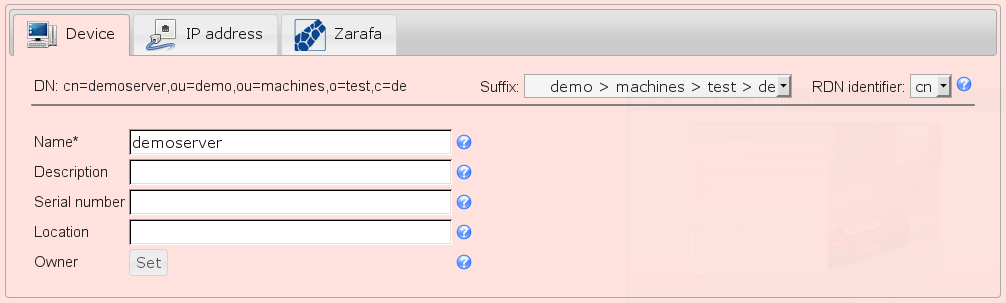 Device IP address Zarafa
DN: cn=demoserver,ou=demo,ou=machines,o=test,c=de Suffix: demo > machines > test > de RDN identifier: cn
Name* demoserver
Description
Serial number
Location
Owner Set